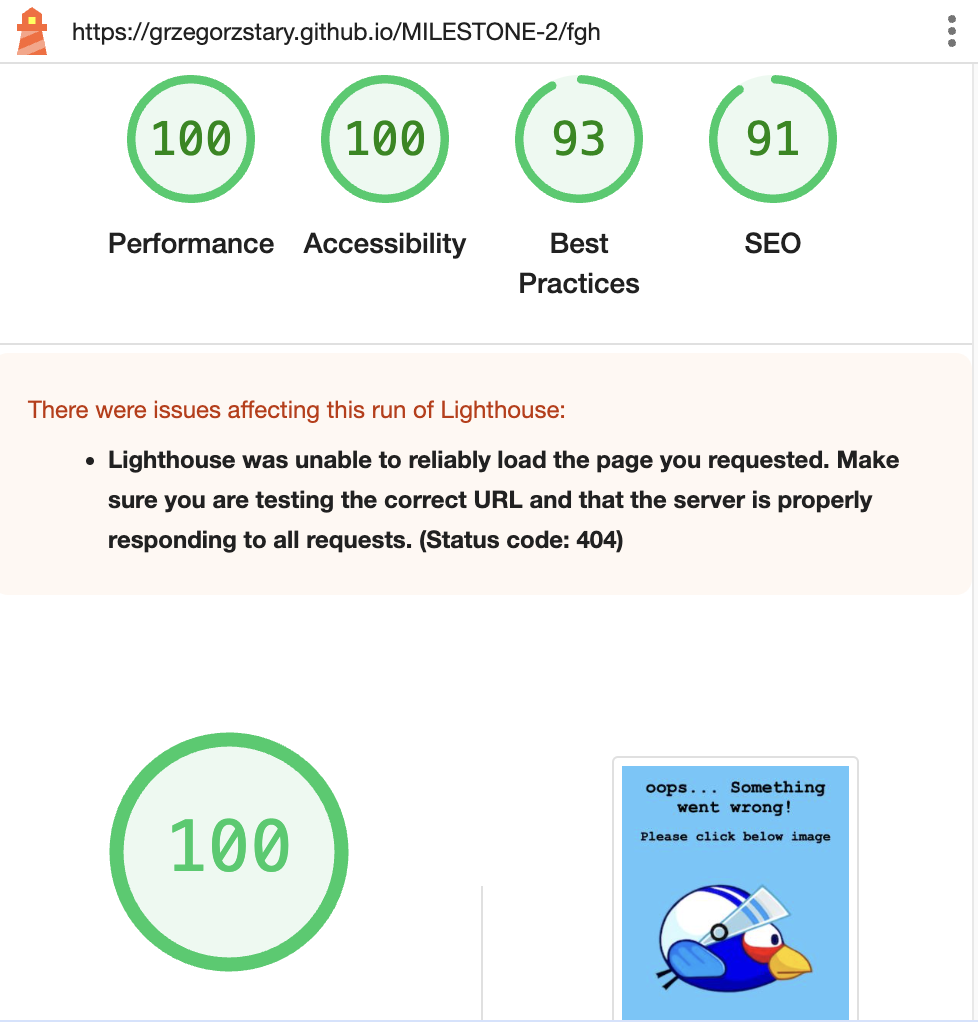 https://grzegorzstary.github.io/MILESTONE-2/fgh
100 100 93 91
Performance Accessibility Best Practices SEO
There were issues affecting this run of Lighthouse:
• Lighthouse was unable to reliably load the page you requested. Make
sure you are testing the correct URL and that the server is properly
responding to all requests. (Status code: 404)
100
oops... Something
went wrong!
Please click below image